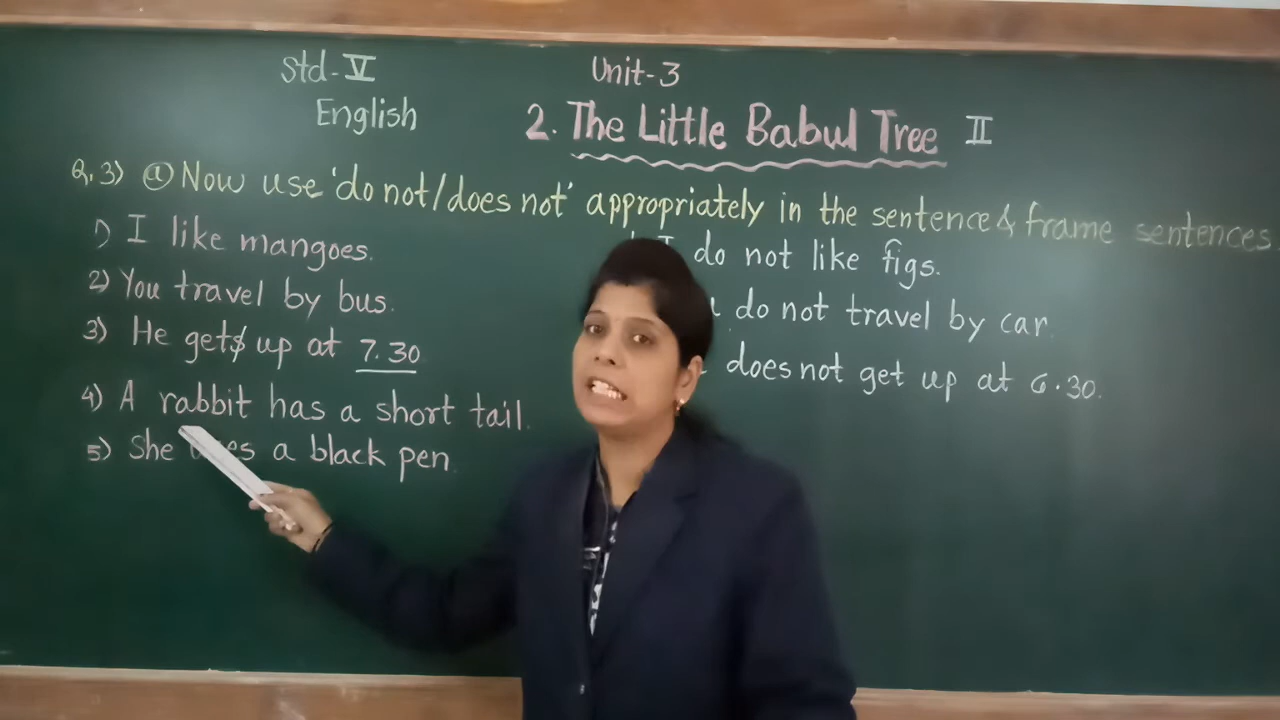 Std-V
Unit-3
English
2. The Little Babul Tree II
Q.3) @ Now use 'do not/does not' appropriately in the sentence & frame sentences
1) I like mangoes.
I do not like figs.
2) You travel by bus.
do not travel by car.
3) He gets up at 7.30
does not get up at 6.30.
4) A rabbit has a short tail.
5) She a black pen.